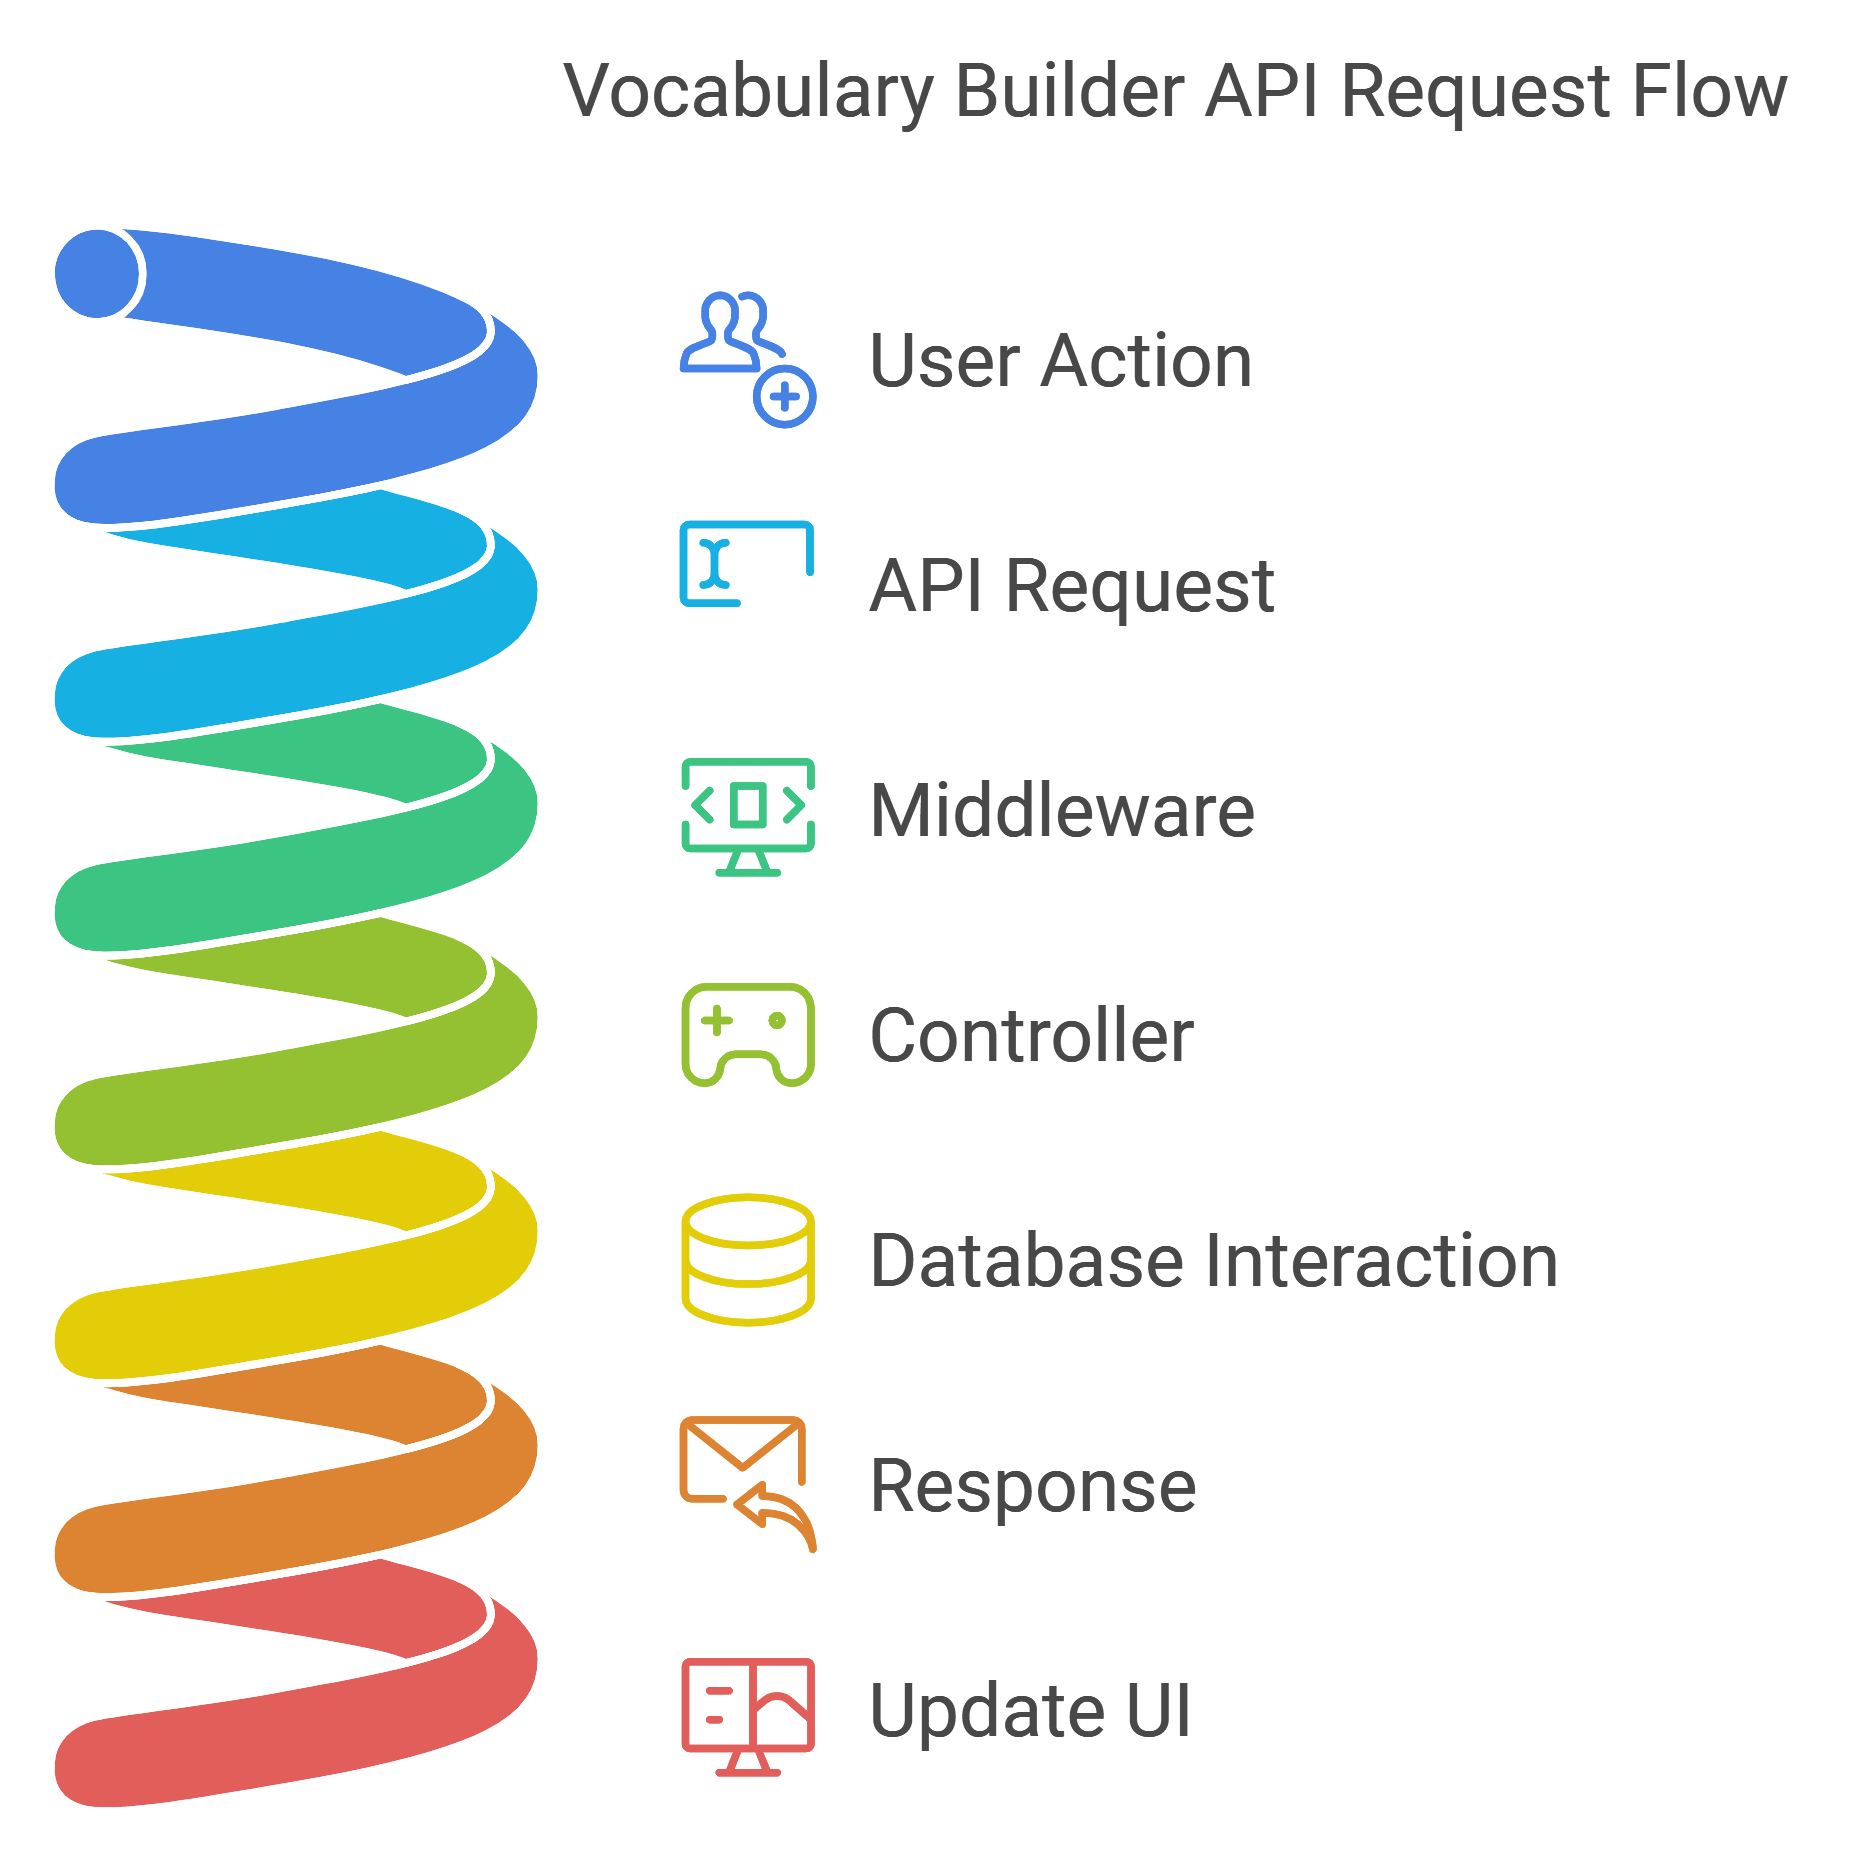 Vocabulary Builder API Request Flow
User Action
API Request
Middleware
Controller
Database Interaction
Response
Update UI